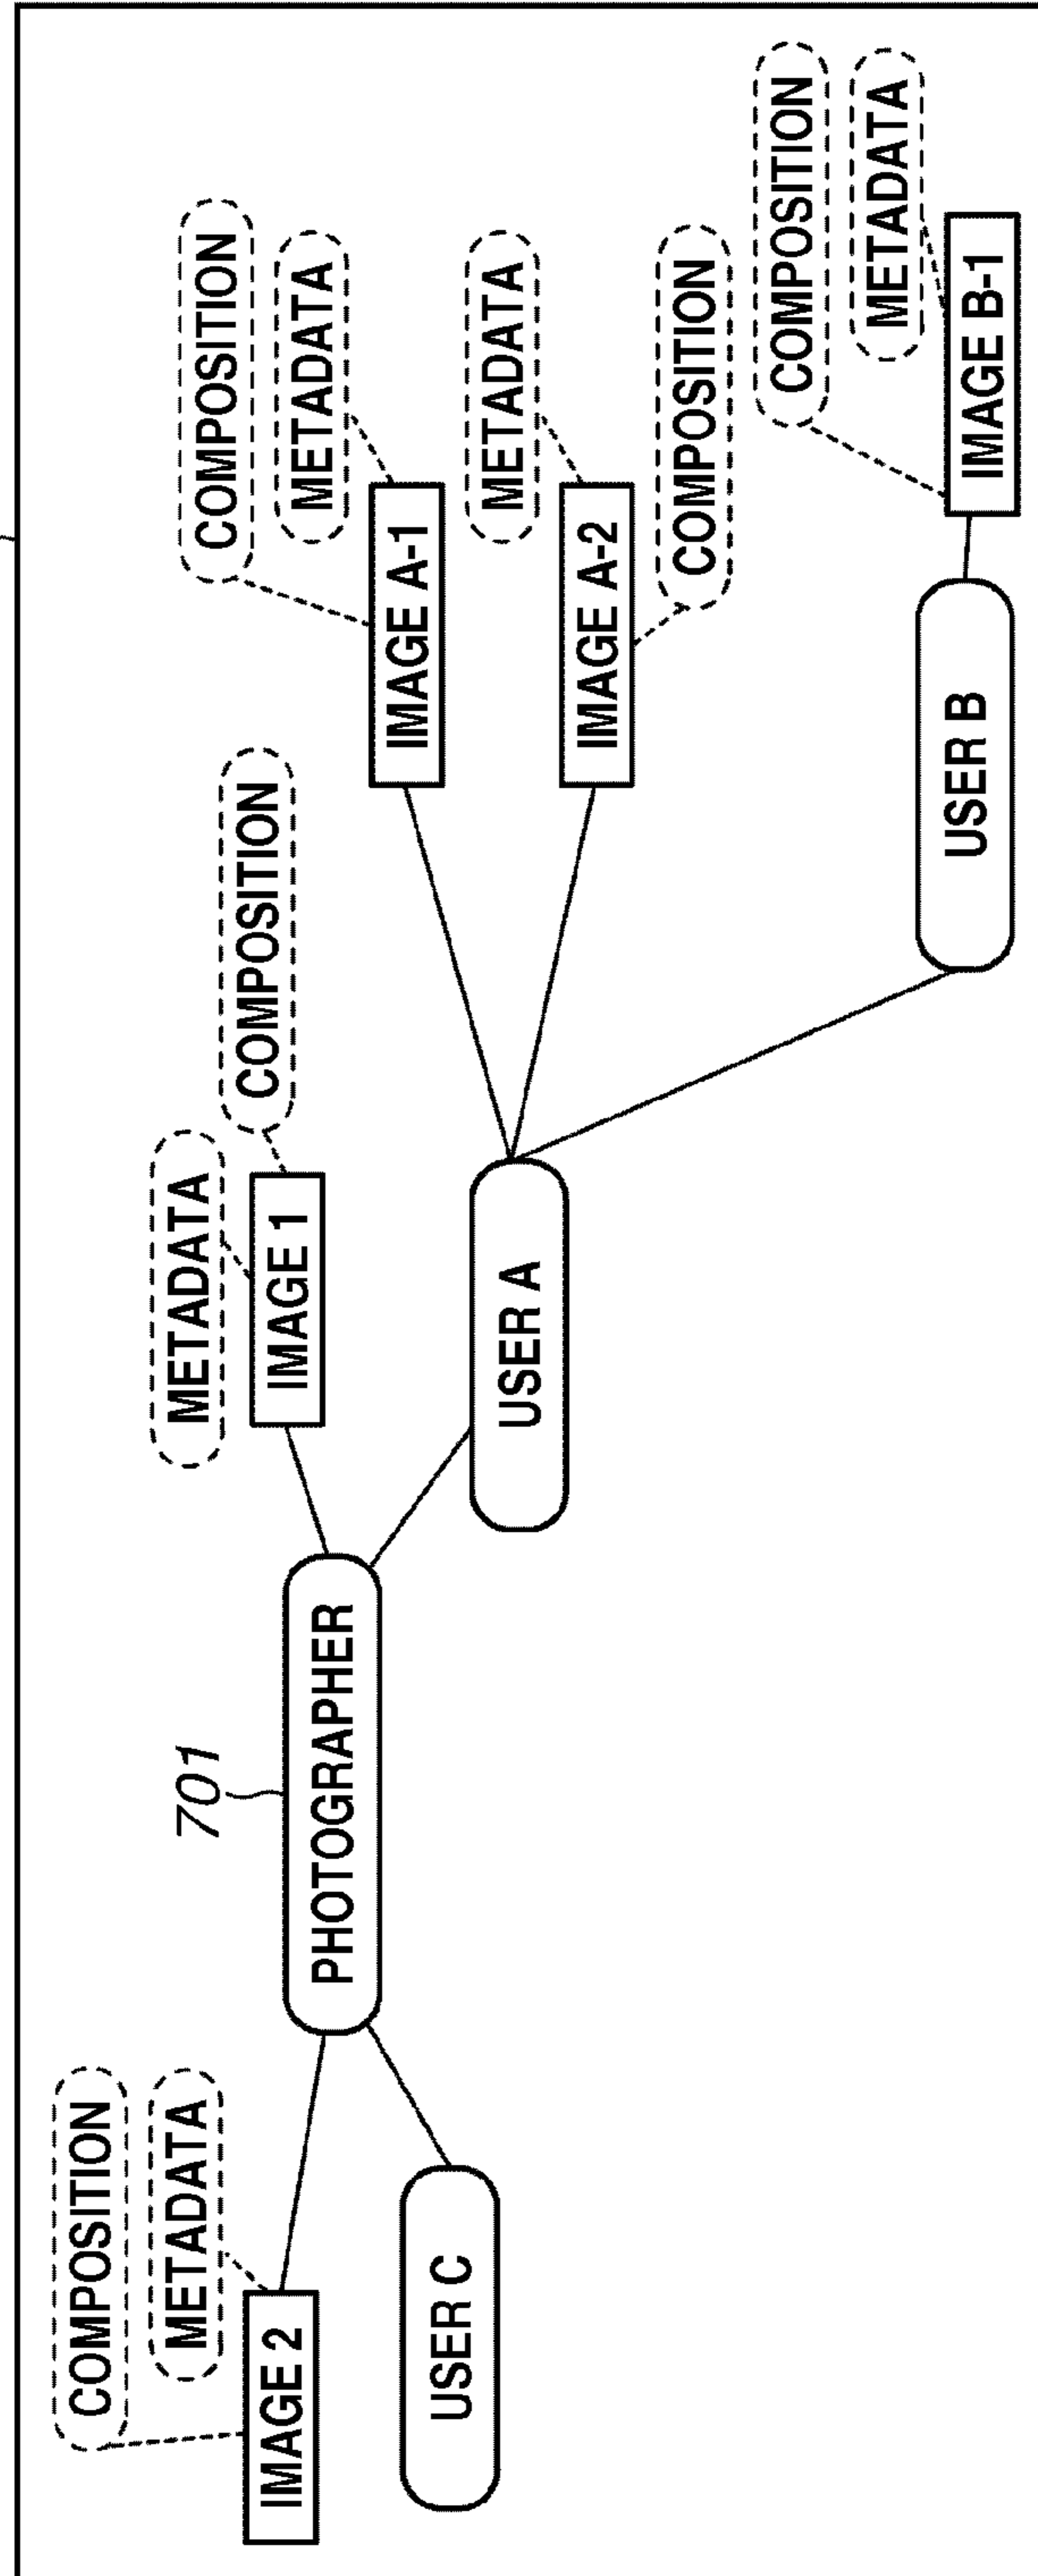 COMPOSITION
METADATA
IMAGE 2
USER C
701
PHOTOGRAPHER
METADATA
IMAGE 1
COMPOSITION
USER A
COMPOSITION
METADATA
IMAGE A-1
METADATA
IMAGE A-2
COMPOSITION
USER B
COMPOSITION
METADATA
IMAGE B-1